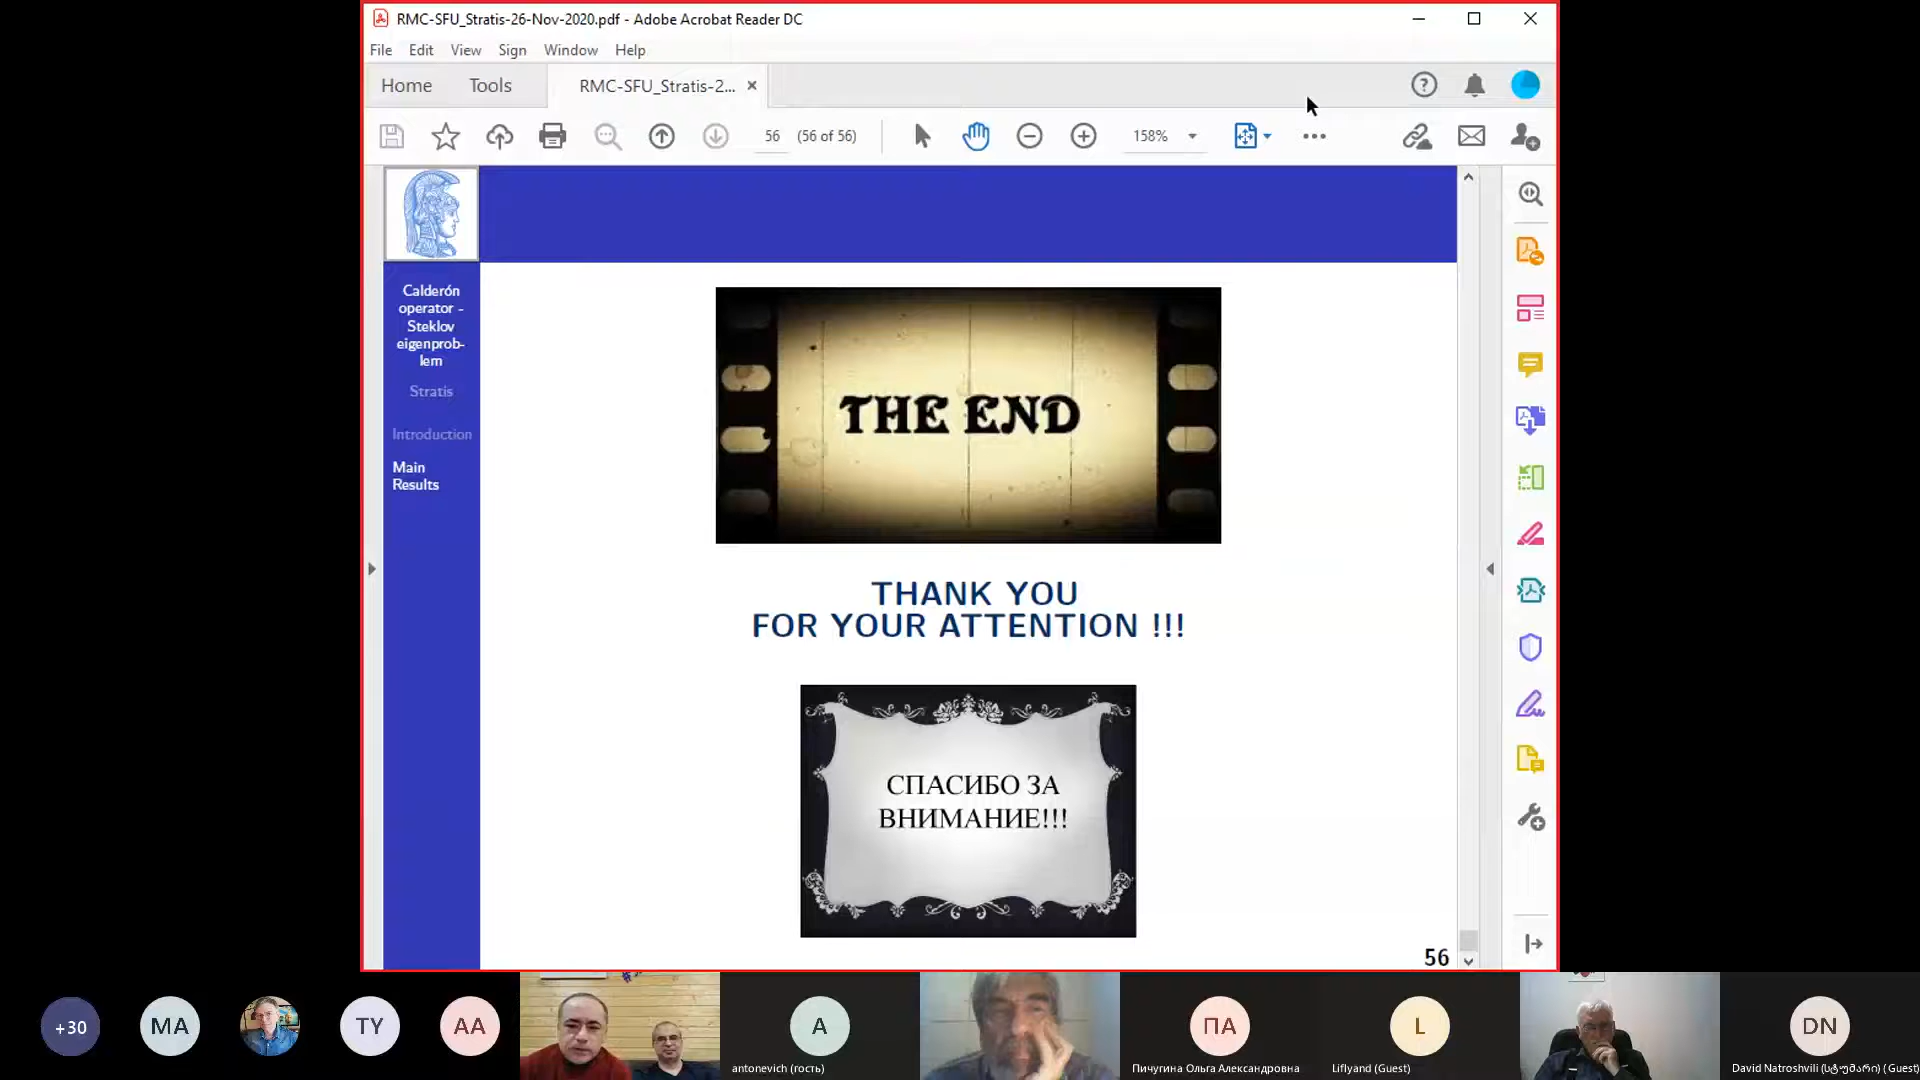 RMC-SFU_Stratis-26-Nov-2020.pdf - Adobe Acrobat Reader DC
File Edit View Sign Window Help
Home Tools RMC-SFU_Stratis-2... ×
56 (56 of 56) 158%
Calderón
operator -
Steklov
eigenprob-
lem
Stratis
Introduction
Main
Results
THE END
THANK YOU
FOR YOUR ATTENTION !!!
СПАСИБО ЗА
ВНИМАНИЕ!!!
56
+30 MA TY AA A ПА L DN
antonevich (гость)
Пичугина Ольга Александровна
Liflyand (Guest)
David Natroshvili (სტუმარი) (Guest)